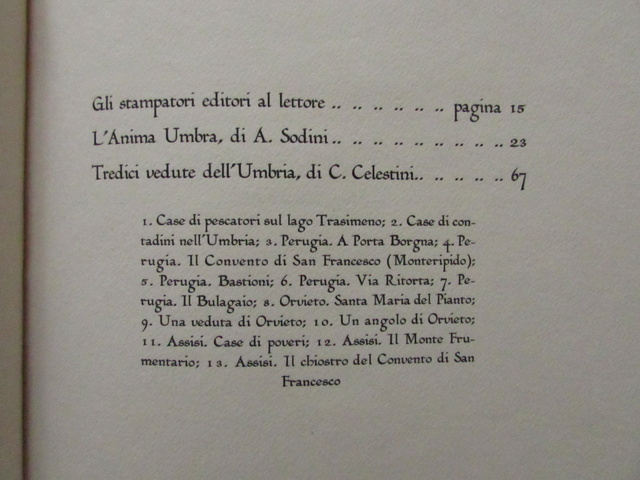 Gli stampatori editori al lettore .. .. .. .. .. .. .. pagina 15
L'Anima Umbra, di A. Sodini .. .. .. .. .. .. .. .. .. .. 23
Tredici vedute dell'Umbria, di C. Celestini.. .. .. .. .. 67
1. Case di pescatori sul lago Trasimeno; 2. Case di con-
tadini nell'Umbria; 3. Perugia. A Porta Borgna; 4. Pe-
rugia. Il Convento di San Francesco (Monteripido);
5. Perugia. Bastioni; 6. Perugia. Via Ritorta; 7. Pe-
rugia. Il Bulagaio; 8. Orvieto. Santa Maria del Pianto;
9. Una veduta di Orvieto; 10. Un angolo di Orvieto;
11. Assisi. Case di poveri; 12. Assisi. Il Monte Fru-
mentario; 13. Assisi. Il chiostro del Convento di San
Francesco